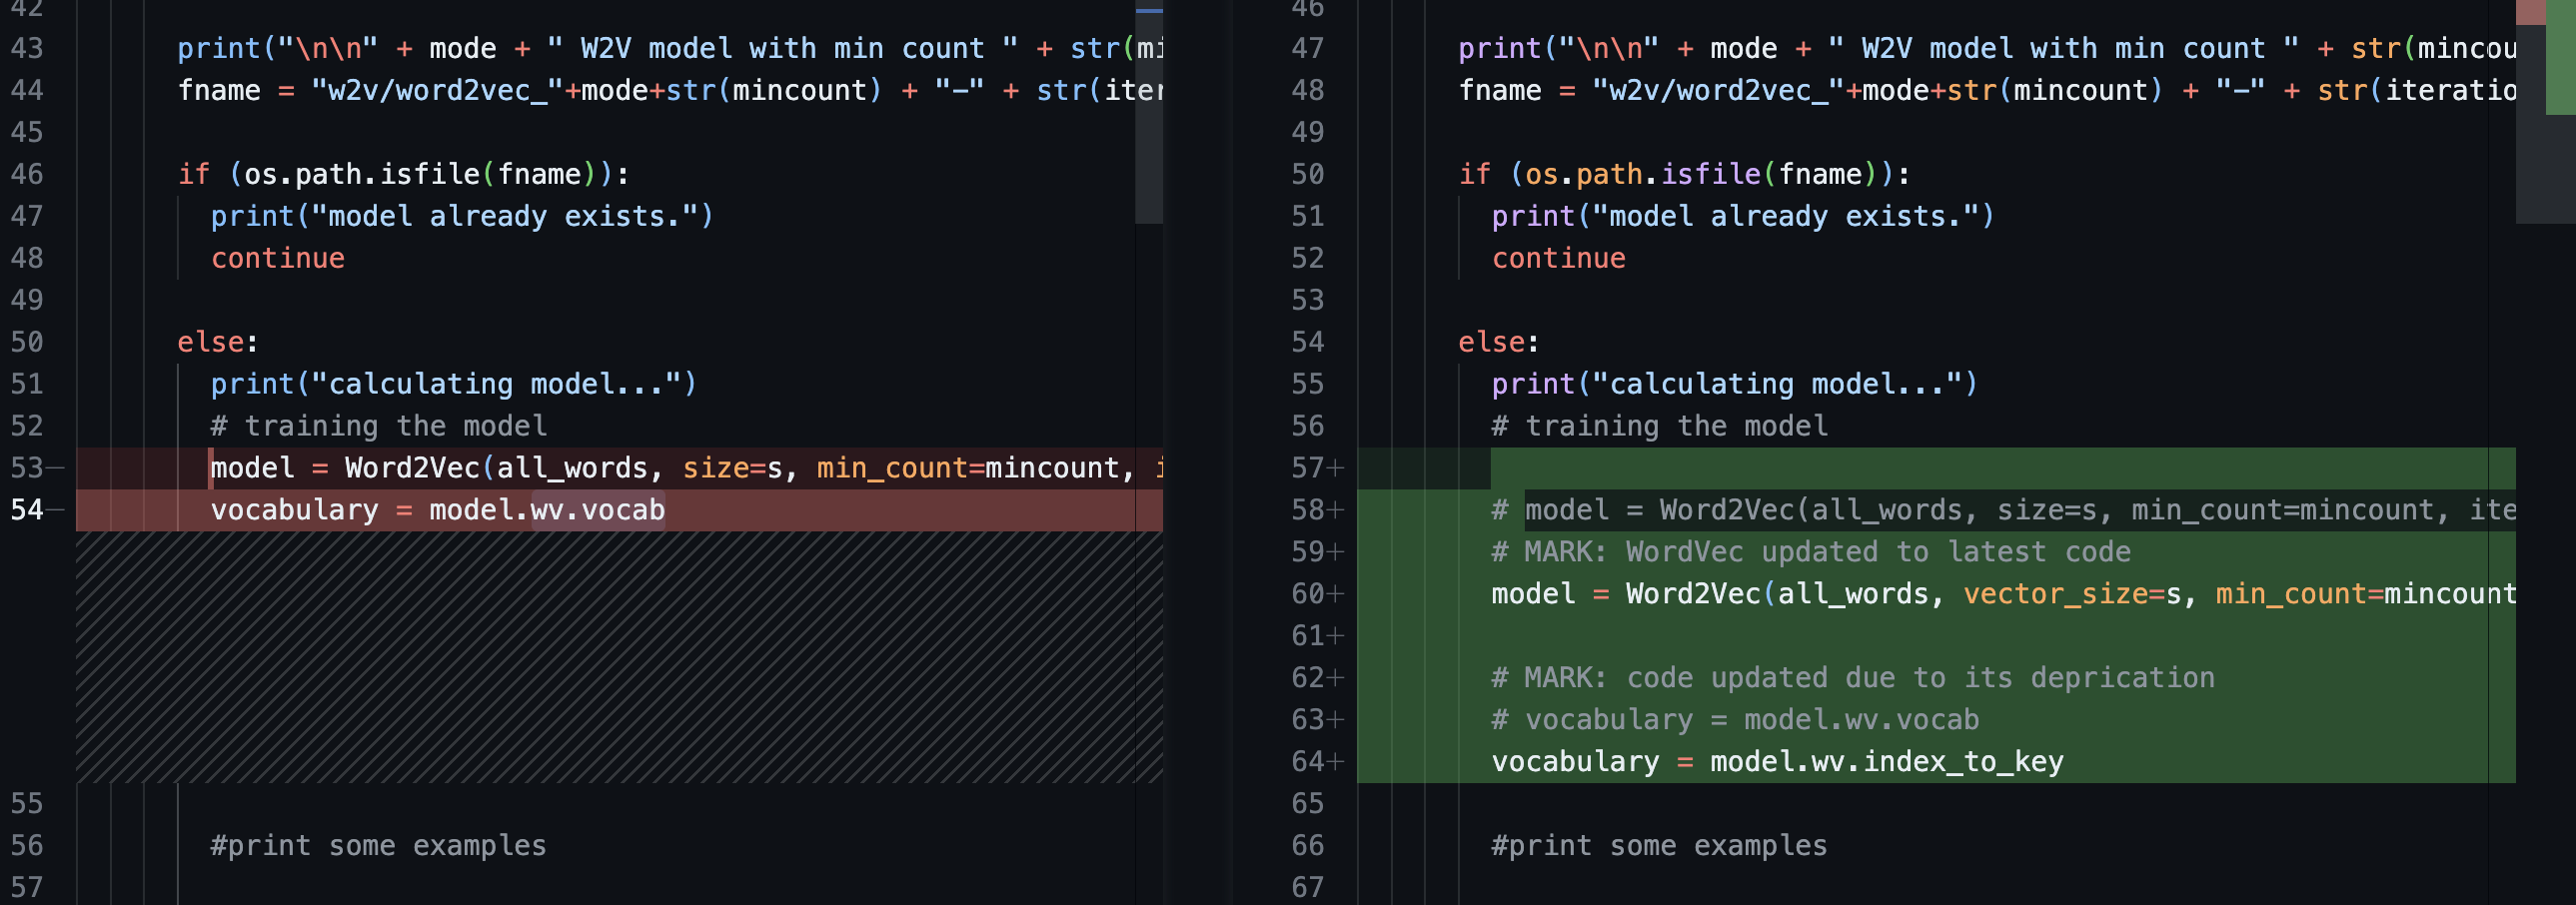 42
43 print("\n\n" + mode + " W2V model with min count " + str(mi
44 fname = "w2v/word2vec_"+mode+str(mincount) + "-" + str(iter
45
46 if (os.path.isfile(fname)):
47 print("model already exists.")
48 continue
49
50 else:
51 print("calculating model...")
52 # training the model
53— model = Word2Vec(all_words, size=s, min_count=mincount, i
54— vocabulary = model.wv.vocab
55
56 #print some examples
57
46
47 print("\n\n" + mode + " W2V model with min count " + str(mincou
48 fname = "w2v/word2vec_"+mode+str(mincount) + "-" + str(iteratio
49
50 if (os.path.isfile(fname)):
51 print("model already exists.")
52 continue
53
54 else:
55 print("calculating model...")
56 # training the model
57+
58+ # model = Word2Vec(all_words, size=s, min_count=mincount, ite
59+ # MARK: WordVec updated to latest code
60+ model = Word2Vec(all_words, vector_size=s, min_count=mincount
61+
62+ # MARK: code updated due to its deprication
63+ # vocabulary = model.wv.vocab
64+ vocabulary = model.wv.index_to_key
65
66 #print some examples
67